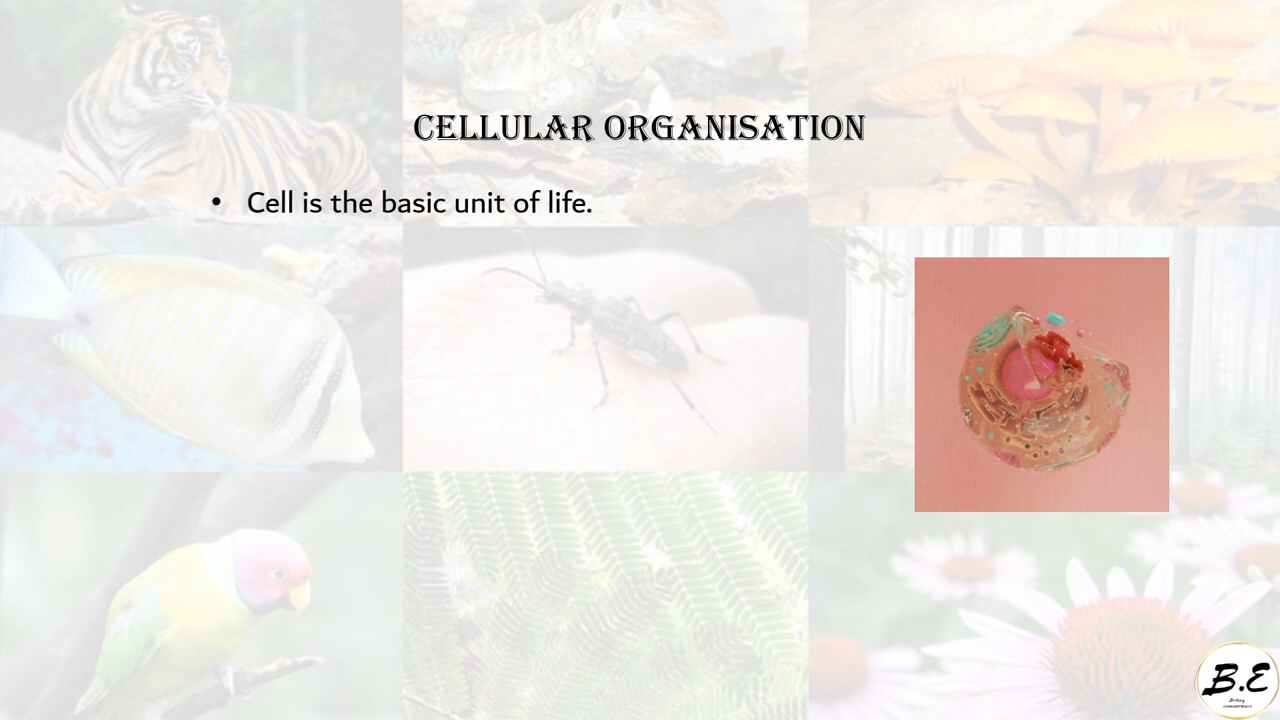 CELLULAR ORGANISATION
• Cell is the basic unit of life.
B.E